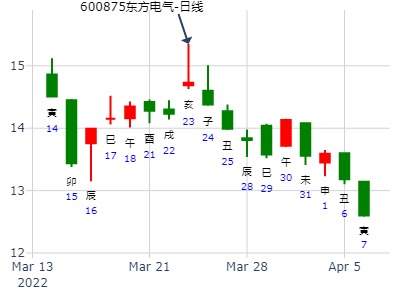 600875东方电气-日线
15
14
13
12
寅
14
卯
15
辰
16
巳
17
午
18
酉
21
戌
22
亥
23
子
24
丑
25
辰
28
巳
29
午
30
未
31
申
1
丑
6
寅
7
Mar 13
2022
Mar 21
Mar 28
Apr 5